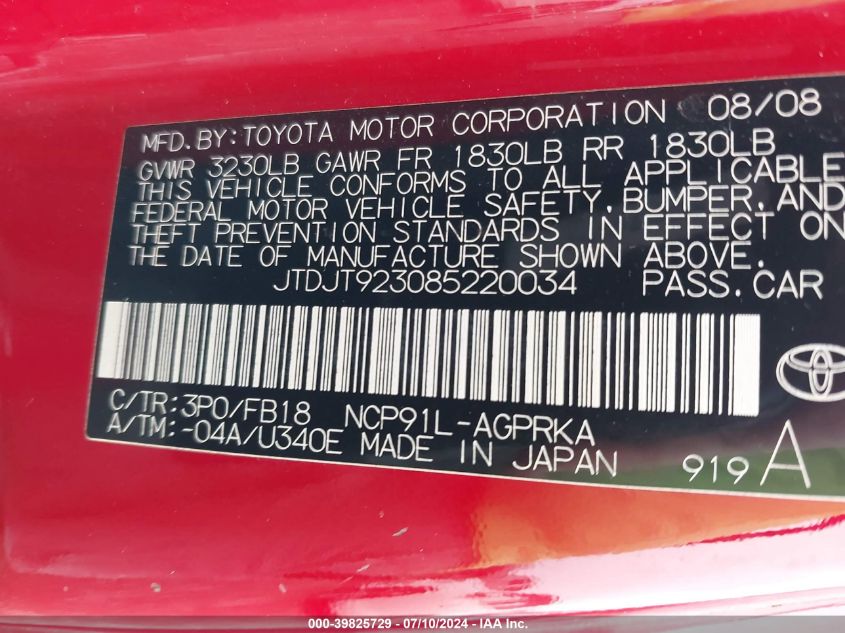 MFD.BY:TOYOTA MOTOR CORPORATION 08/08
GVWR 3230LB GAWR FR 1830LB RR 1830LB
THIS VEHICLE CONFORMS TO ALL APPLICABLE
FEDERAL MOTOR VEHICLE SAFETY,BUMPER,AND
THEFT PREVENTION STANDARDS IN EFFECT ON
THE DATE OF MANUFACTURE SHOWN ABOVE.
JTDJT923085220034 PASS.CAR
C/TR:3P0/FB18 NCP91L-AGPRKA
A/TM:-04A/U340E MADE IN JAPAN 919 A
000-39825729 - 07/10/2024 - IAA Inc.